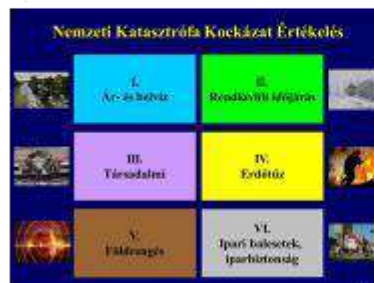 Nemzeti Katasztrófa Kockázat Értékelés
I.
Ár- és belvíz
II.
Rendkívüli időjárás
III.
Társadalmi
IV.
Erdőtűz
V.
Földrengés
VI.
Ipari balesetek,
iparbiztonság